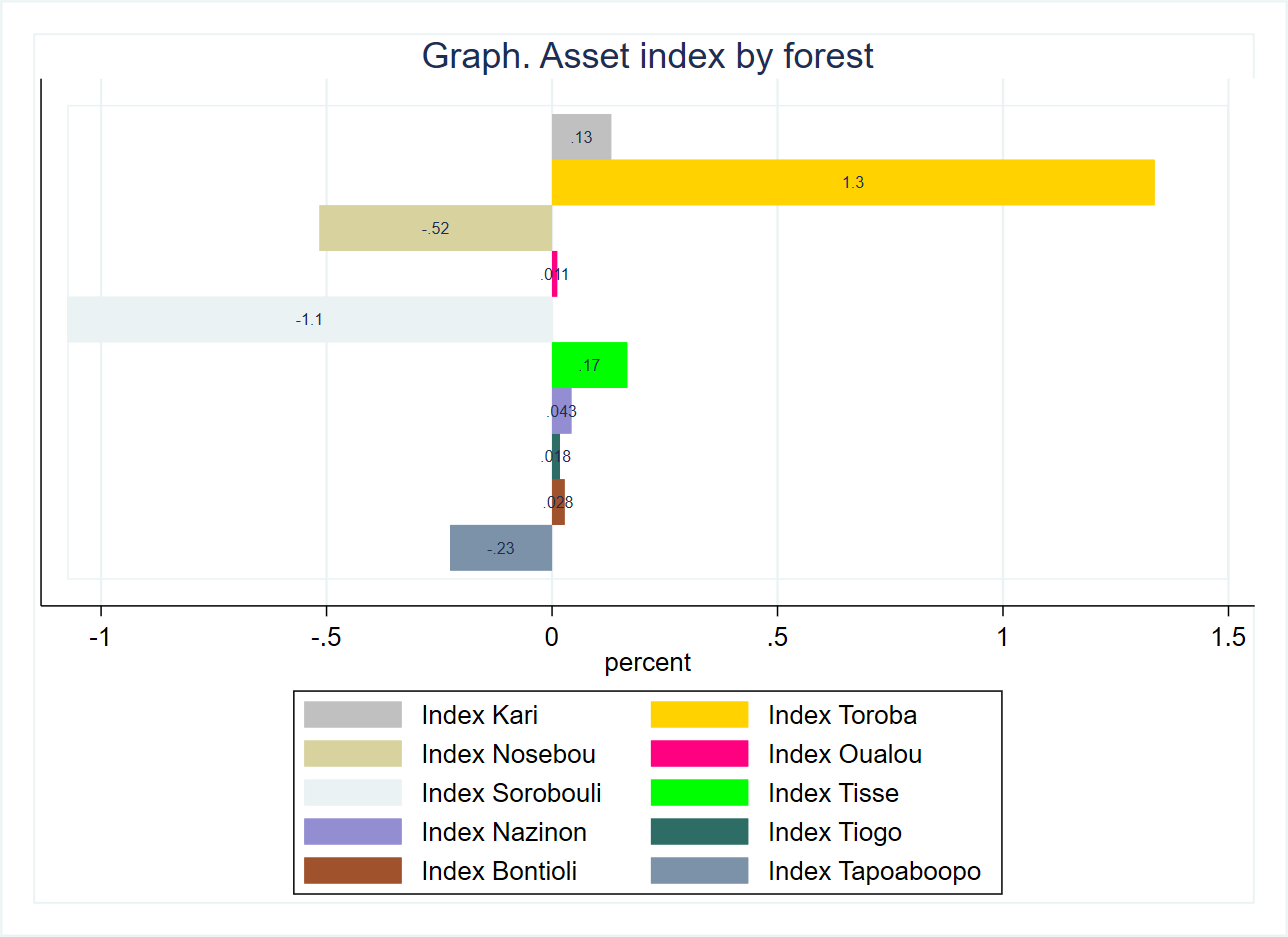 Graph. Asset index by forest
.13
1.3
-.52
.011
-1.1
.17
.043
.018
.028
-.23
-1 -.5 0 .5 1 1.5
percent
Index Kari Index Toroba
Index Nosebou Index Oualou
Index Sorobouli Index Tisse
Index Nazinon Index Tiogo
Index Bontioli Index Tapoaboopo